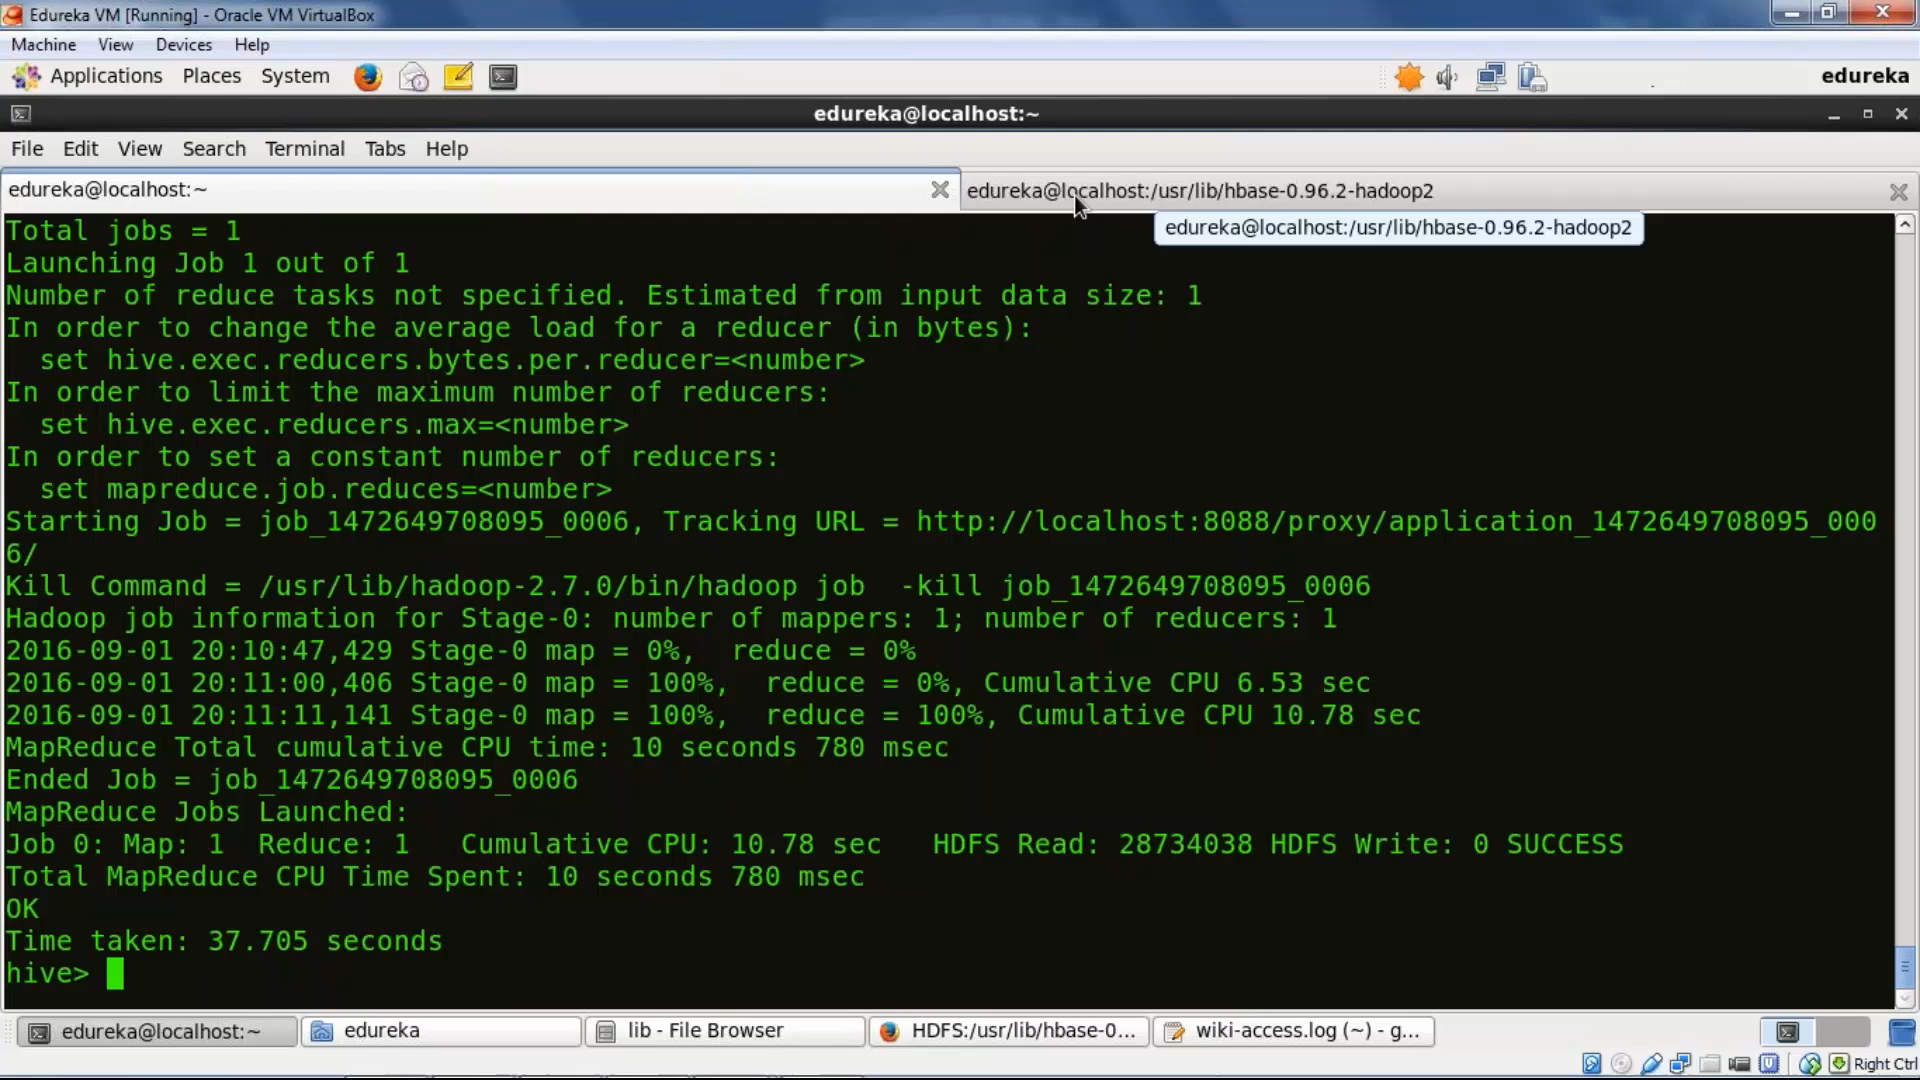 Edureka VM [Running] - Oracle VM VirtualBox
Machine View Devices Help
Applications Places System edureka
edureka@localhost:~
File Edit View Search Terminal Tabs Help
edureka@localhost:~ edureka@localhost:/usr/lib/hbase-0.96.2-hadoop2
edureka@localhost:/usr/lib/hbase-0.96.2-hadoop2
Total jobs = 1
Launching Job 1 out of 1
Number of reduce tasks not specified. Estimated from input data size: 1
In order to change the average load for a reducer (in bytes):
  set hive.exec.reducers.bytes.per.reducer=<number>
In order to limit the maximum number of reducers:
  set hive.exec.reducers.max=<number>
In order to set a constant number of reducers:
  set mapreduce.job.reduces=<number>
Starting Job = job_1472649708095_0006, Tracking URL = http://localhost:8088/proxy/application_1472649708095_000
6/
Kill Command = /usr/lib/hadoop-2.7.0/bin/hadoop job  -kill job_1472649708095_0006
Hadoop job information for Stage-0: number of mappers: 1; number of reducers: 1
2016-09-01 20:10:47,429 Stage-0 map = 0%,  reduce = 0%
2016-09-01 20:11:00,406 Stage-0 map = 100%,  reduce = 0%, Cumulative CPU 6.53 sec
2016-09-01 20:11:11,141 Stage-0 map = 100%,  reduce = 100%, Cumulative CPU 10.78 sec
MapReduce Total cumulative CPU time: 10 seconds 780 msec
Ended Job = job_1472649708095_0006
MapReduce Jobs Launched:
Job 0: Map: 1  Reduce: 1   Cumulative CPU: 10.78 sec   HDFS Read: 28734038 HDFS Write: 0 SUCCESS
Total MapReduce CPU Time Spent: 10 seconds 780 msec
OK
Time taken: 37.705 seconds
hive>
edureka@localhost:~ edureka lib - File Browser HDFS:/usr/lib/hbase-0... wiki-access.log (~) - g...
Right Ctrl